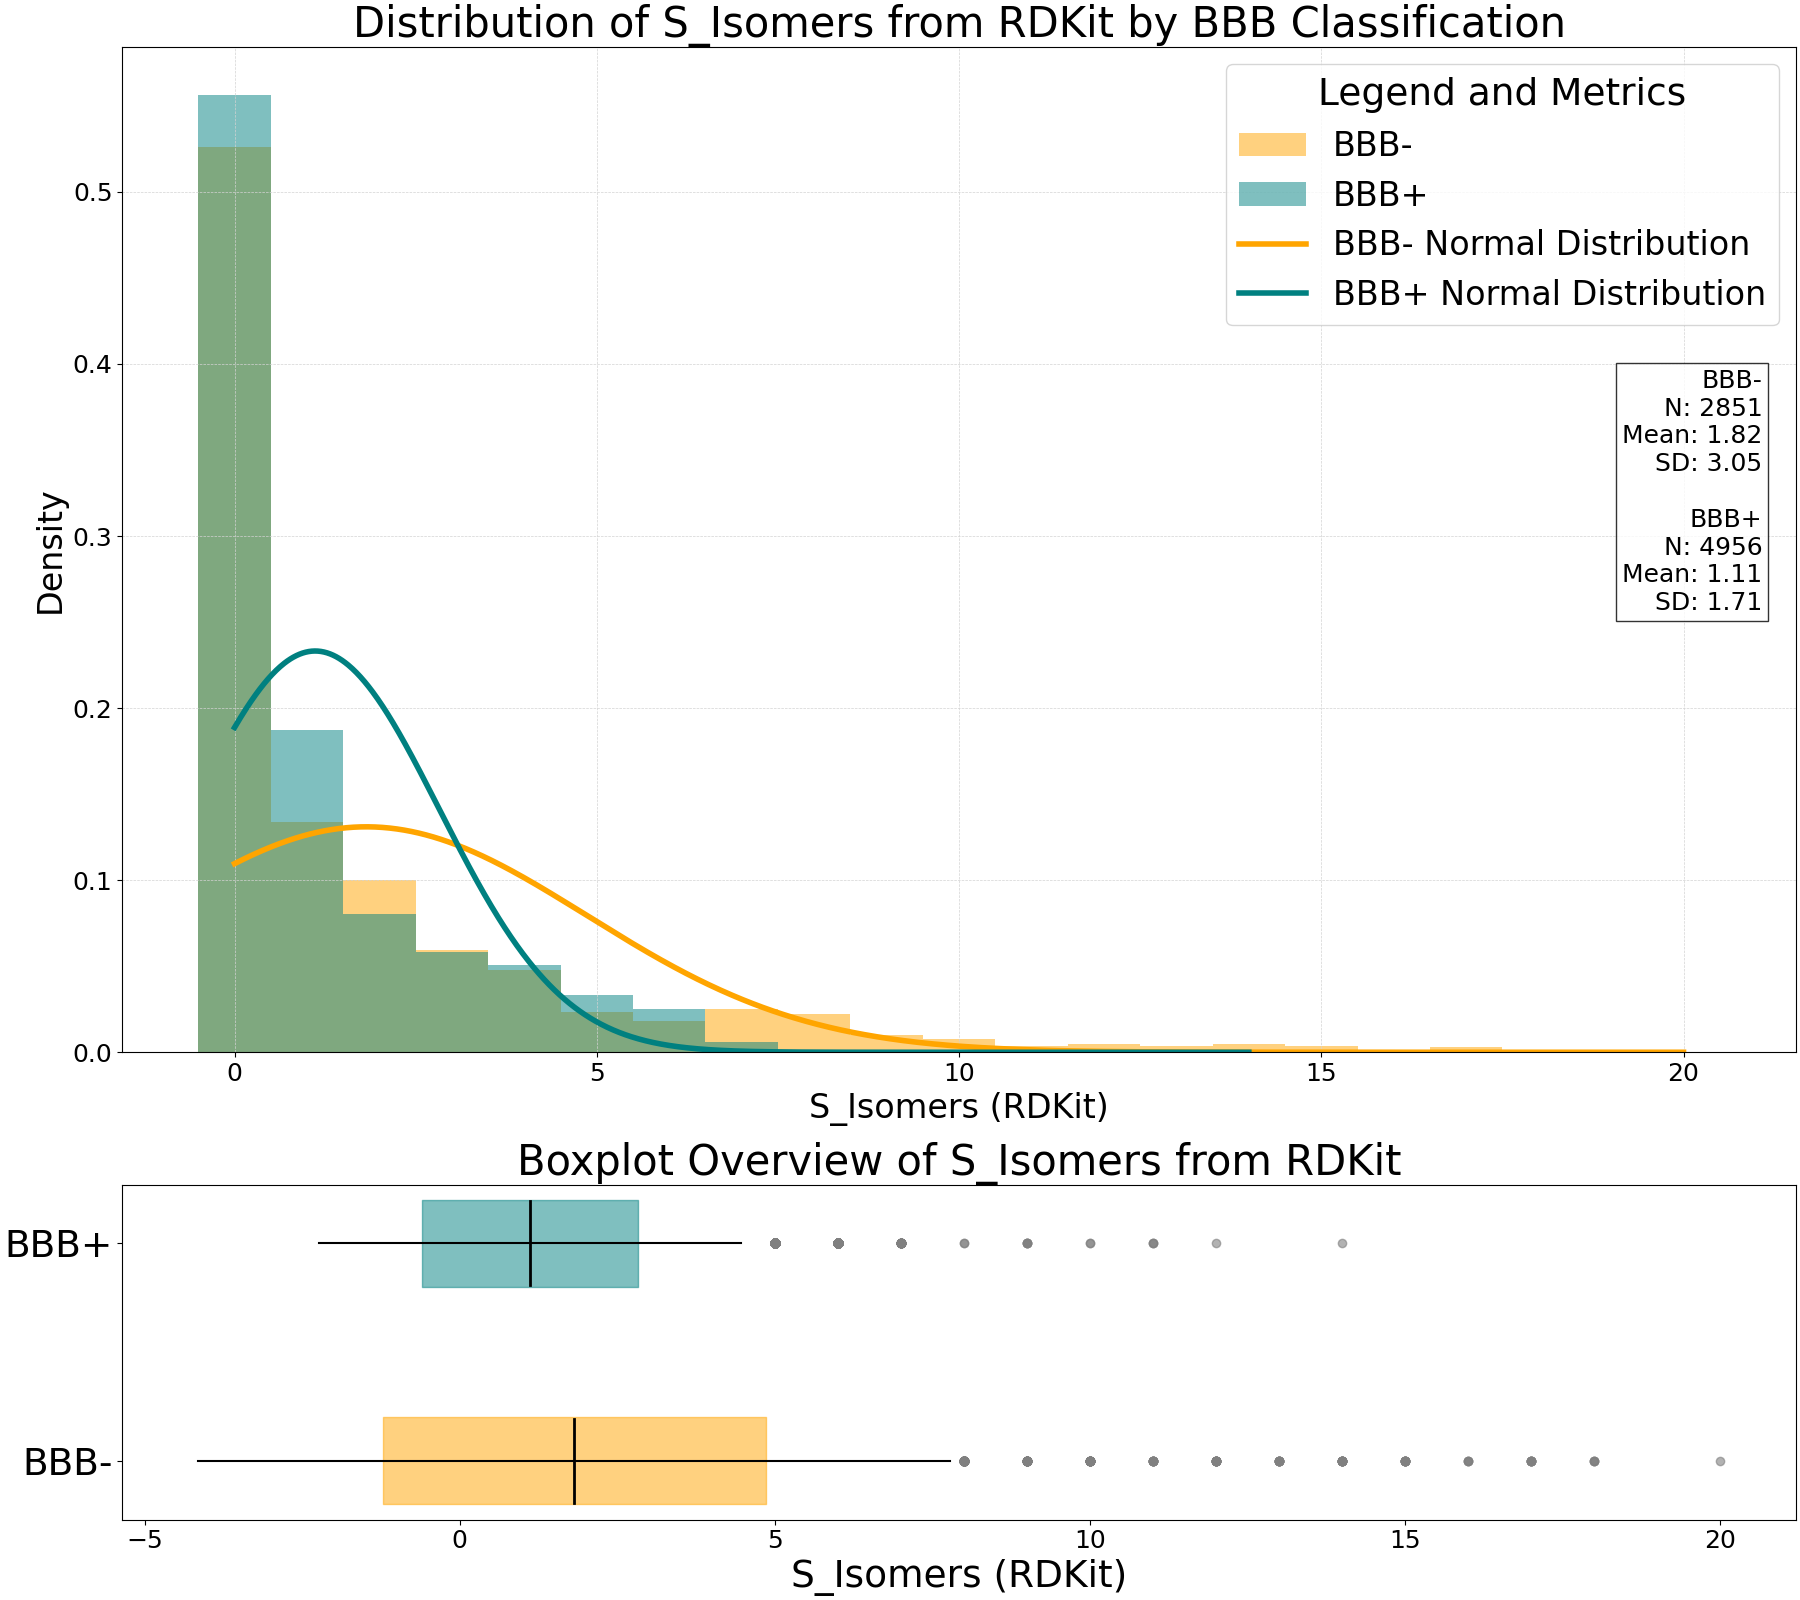 Distribution of S_Isomers from RDKit by BBB Classification
Legend and Metrics
BBB-
BBB+
BBB- Normal Distribution
BBB+ Normal Distribution
BBB-
N: 2851
Mean: 1.82
SD: 3.05
BBB+
N: 4956
Mean: 1.11
SD: 1.71
Density
0.5
0.4
0.3
0.2
0.1
0.0
0 5 10 15 20
S_Isomers (RDKit)
Boxplot Overview of S_Isomers from RDKit
BBB+
BBB-
−5 0 5 10 15 20
S_Isomers (RDKit)